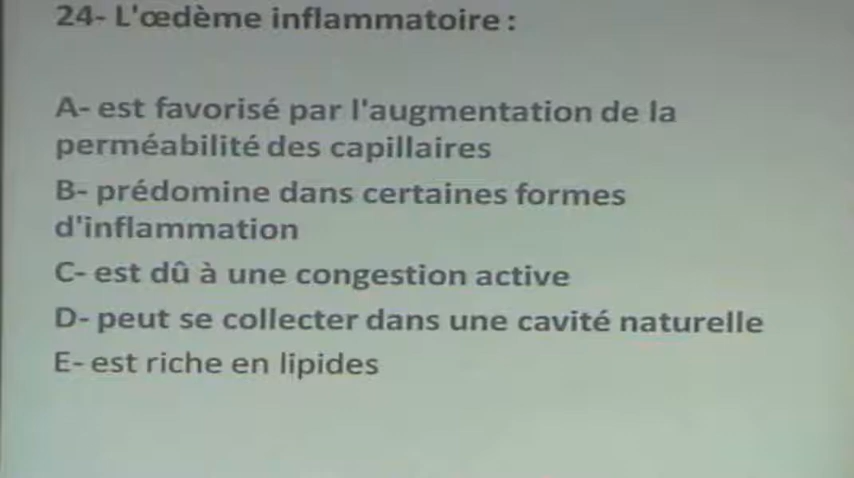 24- L'œdème inflammatoire :
A- est favorisé par l'augmentation de la
perméabilité des capillaires
B- prédomine dans certaines formes
d'inflammation
C- est dû à une congestion active
D- peut se collecter dans une cavité naturelle
E- est riche en lipides